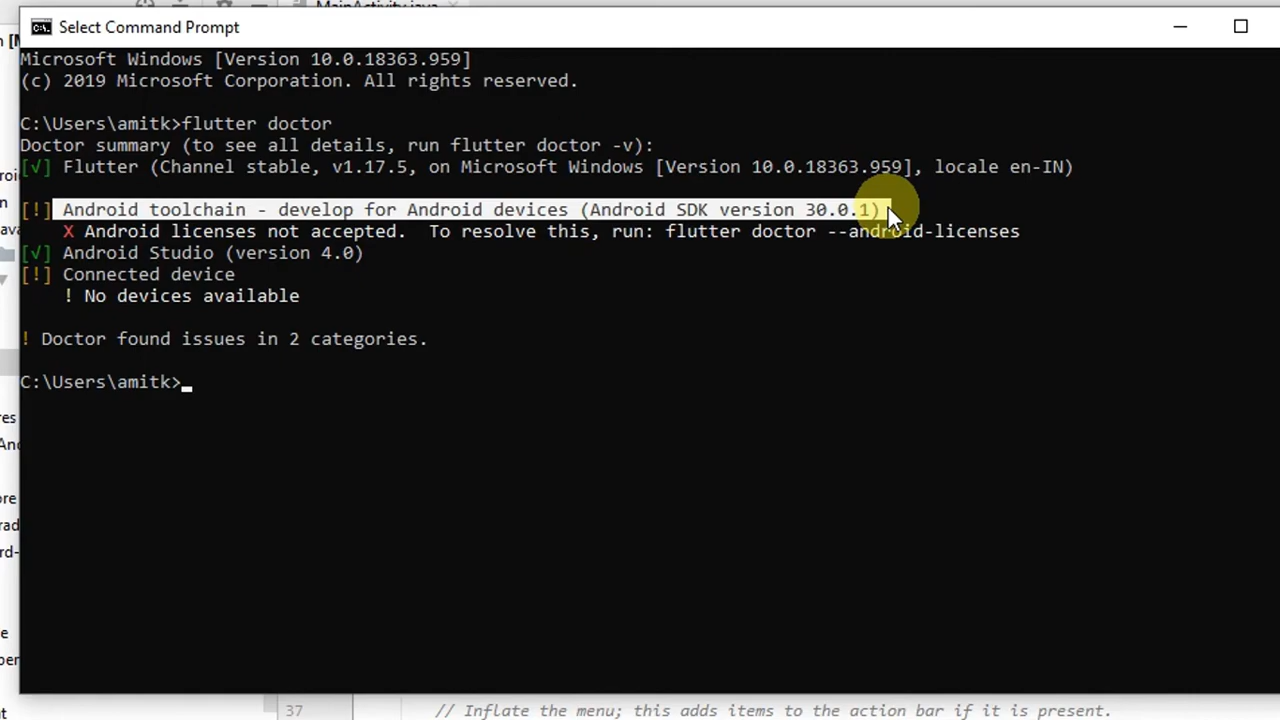 MainActivity.java
Select Command Prompt
Microsoft Windows [Version 10.0.18363.959]
(c) 2019 Microsoft Corporation. All rights reserved.
C:\Users\amitk>flutter doctor
Doctor summary (to see all details, run flutter doctor -v):
[√] Flutter (Channel stable, v1.17.5, on Microsoft Windows [Version 10.0.18363.959], locale en-IN)
[!] Android toolchain - develop for Android devices (Android SDK version 30.0.1)
X Android licenses not accepted.  To resolve this, run: flutter doctor --android-licenses
[√] Android Studio (version 4.0)
[!] Connected device
! No devices available
! Doctor found issues in 2 categories.
C:\Users\amitk>
37 // Inflate the menu; this adds items to the action bar if it is present.